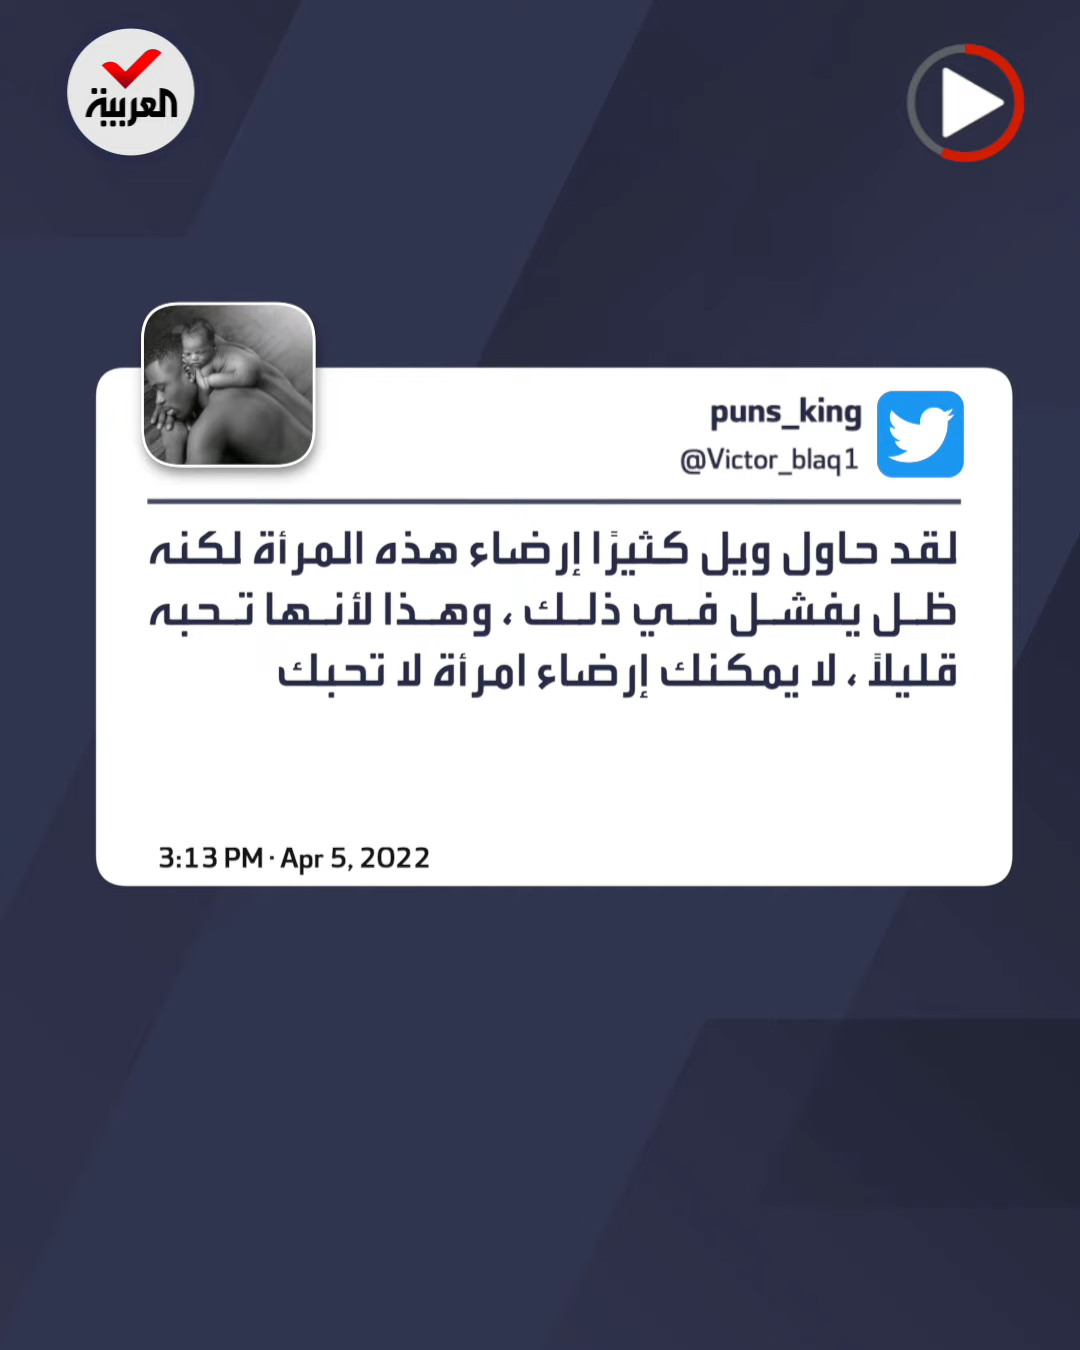 العربية
puns_king
@Victor_blaq1
لقد حاول ويل كثيرًا إرضاء هذه المرأة لكنه
ظل يفشل في ذلك ، وهذا لأنها تحبه
قليلاً ، لا يمكنك إرضاء امرأة لا تحبك
3:13 PM · Apr 5, 2022